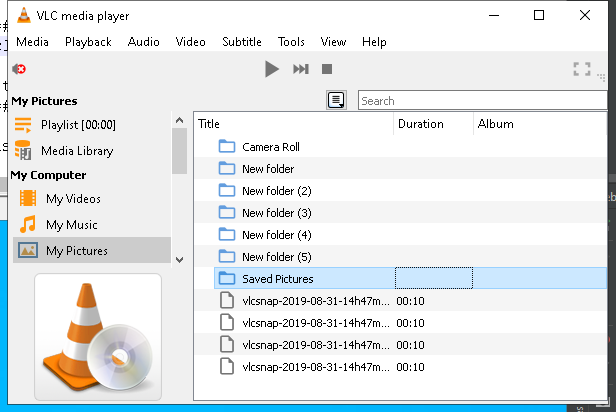 VLC media player
Media Playback Audio Video Subtitle Tools View Help
My Pictures
Search
Playlist [00:00]
Title Duration Album
Media Library
Camera Roll
My Computer
New folder
My Videos
New folder (2)
My Music
New folder (3)
My Pictures
New folder (4)
New folder (5)
Saved Pictures
vlcsnap-2019-08-31-14h47m... 00:10
vlcsnap-2019-08-31-14h47m... 00:10
vlcsnap-2019-08-31-14h47m... 00:10
vlcsnap-2019-08-31-14h47m... 00:10